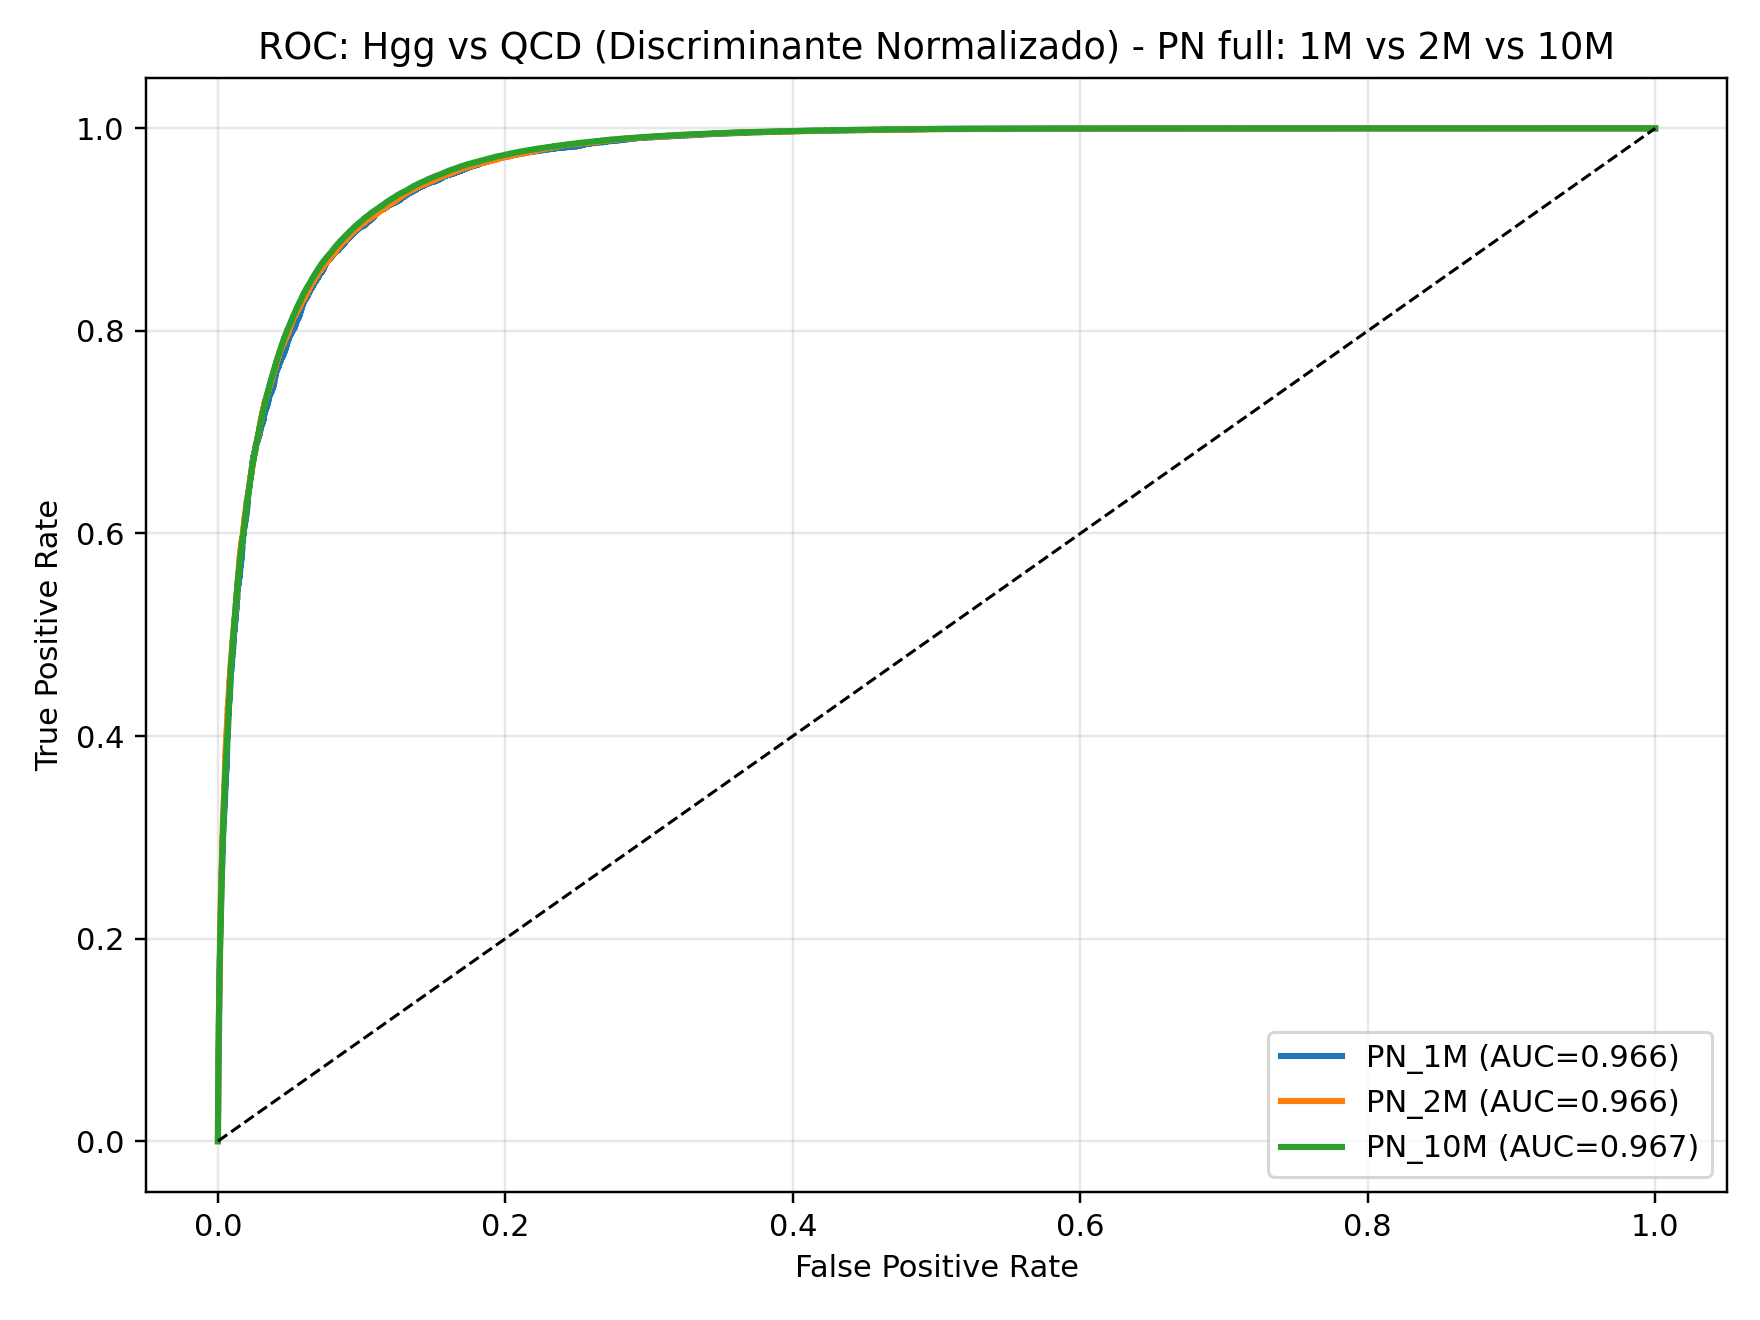 ROC: Hgg vs QCD (Discriminante Normalizado) - PN full: 1M vs 2M vs 10M
True Positive Rate
1.0
0.8
0.6
0.4
0.2
0.0
0.0 0.2 0.4 0.6 0.8 1.0
False Positive Rate
PN_1M (AUC=0.966)
PN_2M (AUC=0.966)
PN_10M (AUC=0.967)